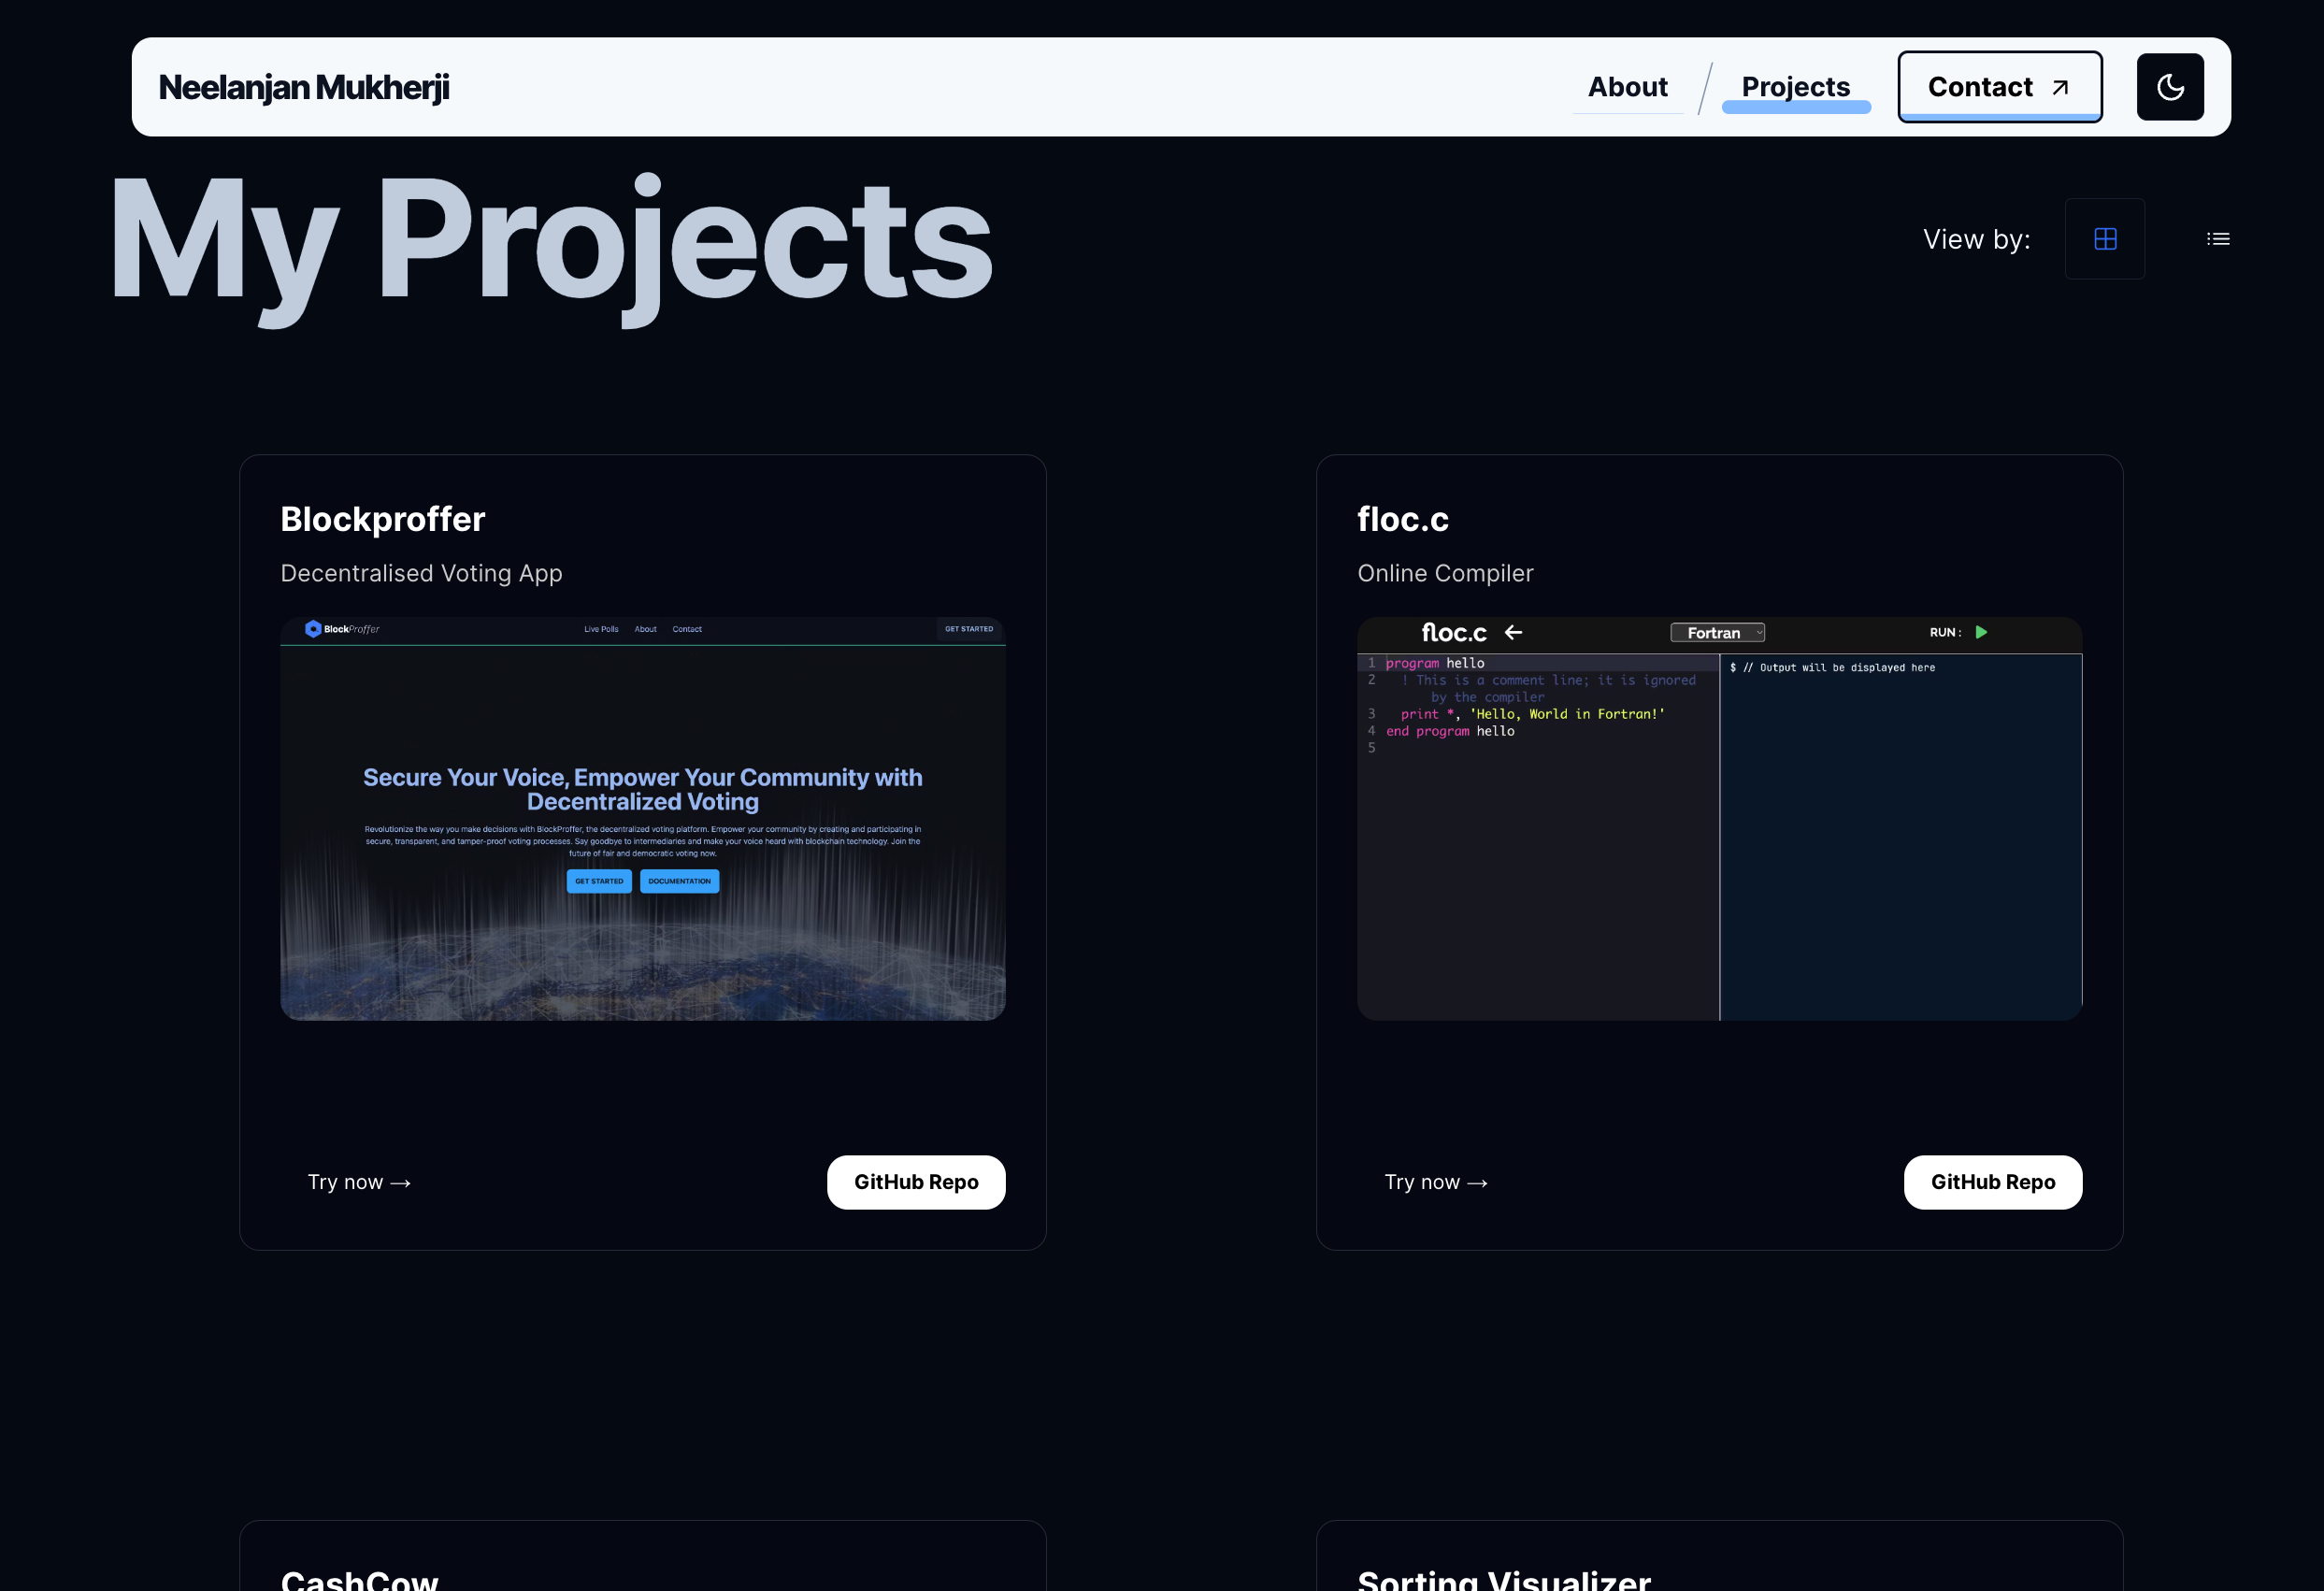 Neelanjan Mukherji
About
Projects
Contact
My Projects
View by:
Blockproffer
Decentralised Voting App
BlockProffer
Live Polls
About
Contact
GET STARTED
Secure Your Voice, Empower Your Community with
Decentralized Voting
Revolutionize the way you make decisions with BlockProffer, the decentralized voting platform. Empower your community by creating and participating in
secure, transparent, and tamper-proof voting processes. Say goodbye to intermediaries and make your voice heard with blockchain technology. Join the
future of fair and democratic voting now.
GET STARTED
DOCUMENTATION
Try now →
GitHub Repo
floc.c
Online Compiler
floc.c
Fortran
RUN :
1 program hello
2 ! This is a comment line; it is ignored
by the compiler
3 print *, 'Hello, World in Fortran!'
4 end program hello
5
$ // Output will be displayed here
Try now →
GitHub Repo
CashCow
Sorting Visualizer